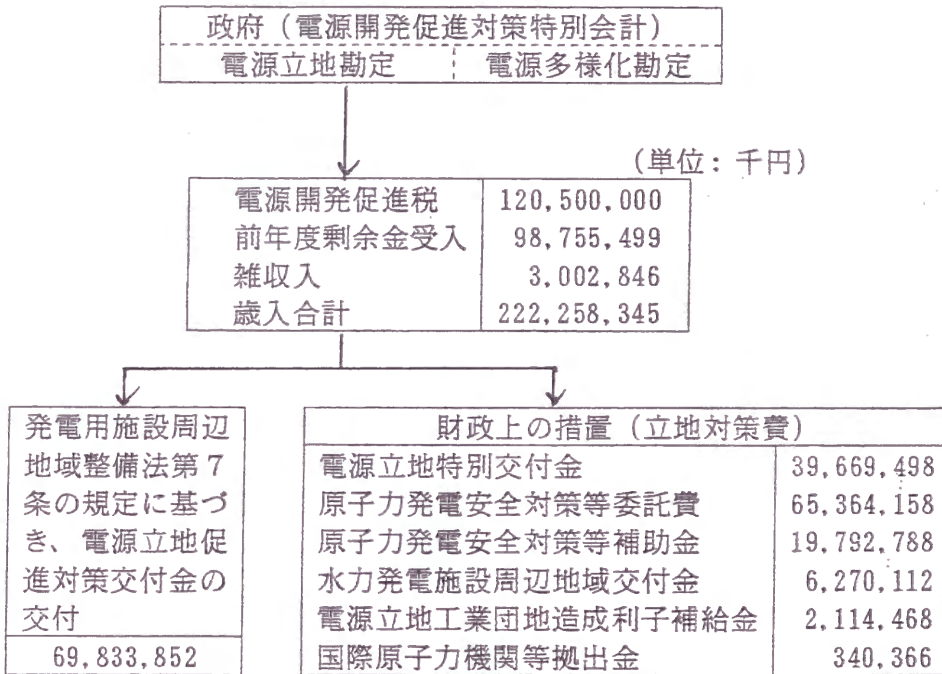 政府(電源開発促進対策特別会計)
電源立地勘定 電源多様化勘定
(単位:千円)
電源開発促進税 120,500,000
前年度剰余金受入 98,755,499
雑収入 3,002,846
歳入合計 222,258,345
発電用施設周辺
地域整備法第7
条の規定に基づ
き、電源立地促
進対策交付金の
交付
69,833,852
財政上の措置(立地対策費)
電源立地特別交付金 39,669,498
原子力発電安全対策等委託費 65,364,158
原子力発電安全対策等補助金 19,792,788
水力発電施設周辺地域交付金 6,270,112
電源立地工業団地造成利子補給金 2,114,468
国際原子力機関等拠出金 340,366